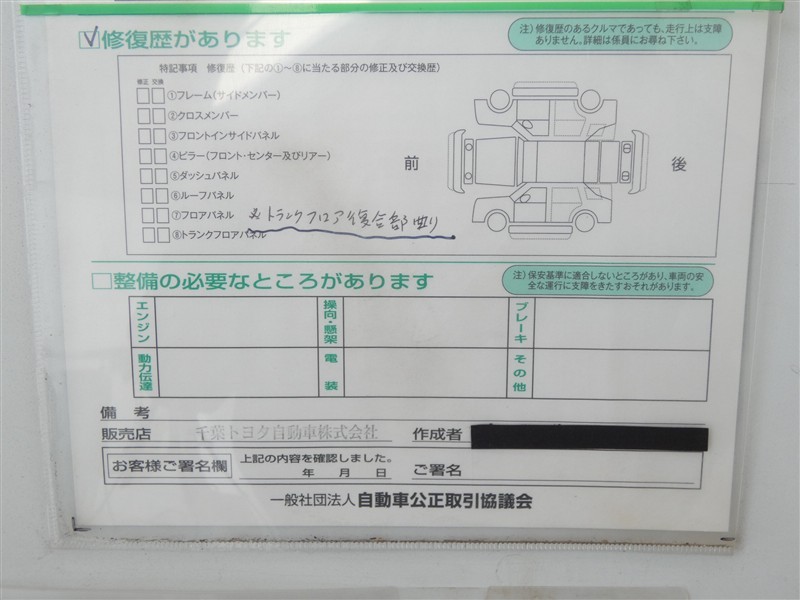 ☑修復歴があります
注）修復歴のあるクルマであっても、走行上は支障
ありません。詳細は係員にお尋ね下さい。
特記事項 修復歴（下記の①〜⑧に当たる部分の修正及び交換歴）
修正 交換
□□①フレーム（サイドメンバー）
□□②クロスメンバー
□□③フロントインサイドパネル
□□④ピラー（フロント・センター及びリアー）
□□⑤ダッシュパネル
□□⑥ルーフパネル
□□⑦フロアパネル ※トランクフロア接合部曲り
□□⑧トランクフロアパネル
前 後
□整備の必要なところがあります
注）保安基準に適合しないところがあり、車両の安
全な運行に支障をきたすおそれがあります。
エンジン
操向・懸架
ブレーキ
動力伝達
電装
その他
備考
販売店 千葉トヨタ自動車株式会社 作成者
お客様ご署名欄 上記の内容を確認しました。
年 月 日 ご署名
一般社団法人 自動車公正取引協議会